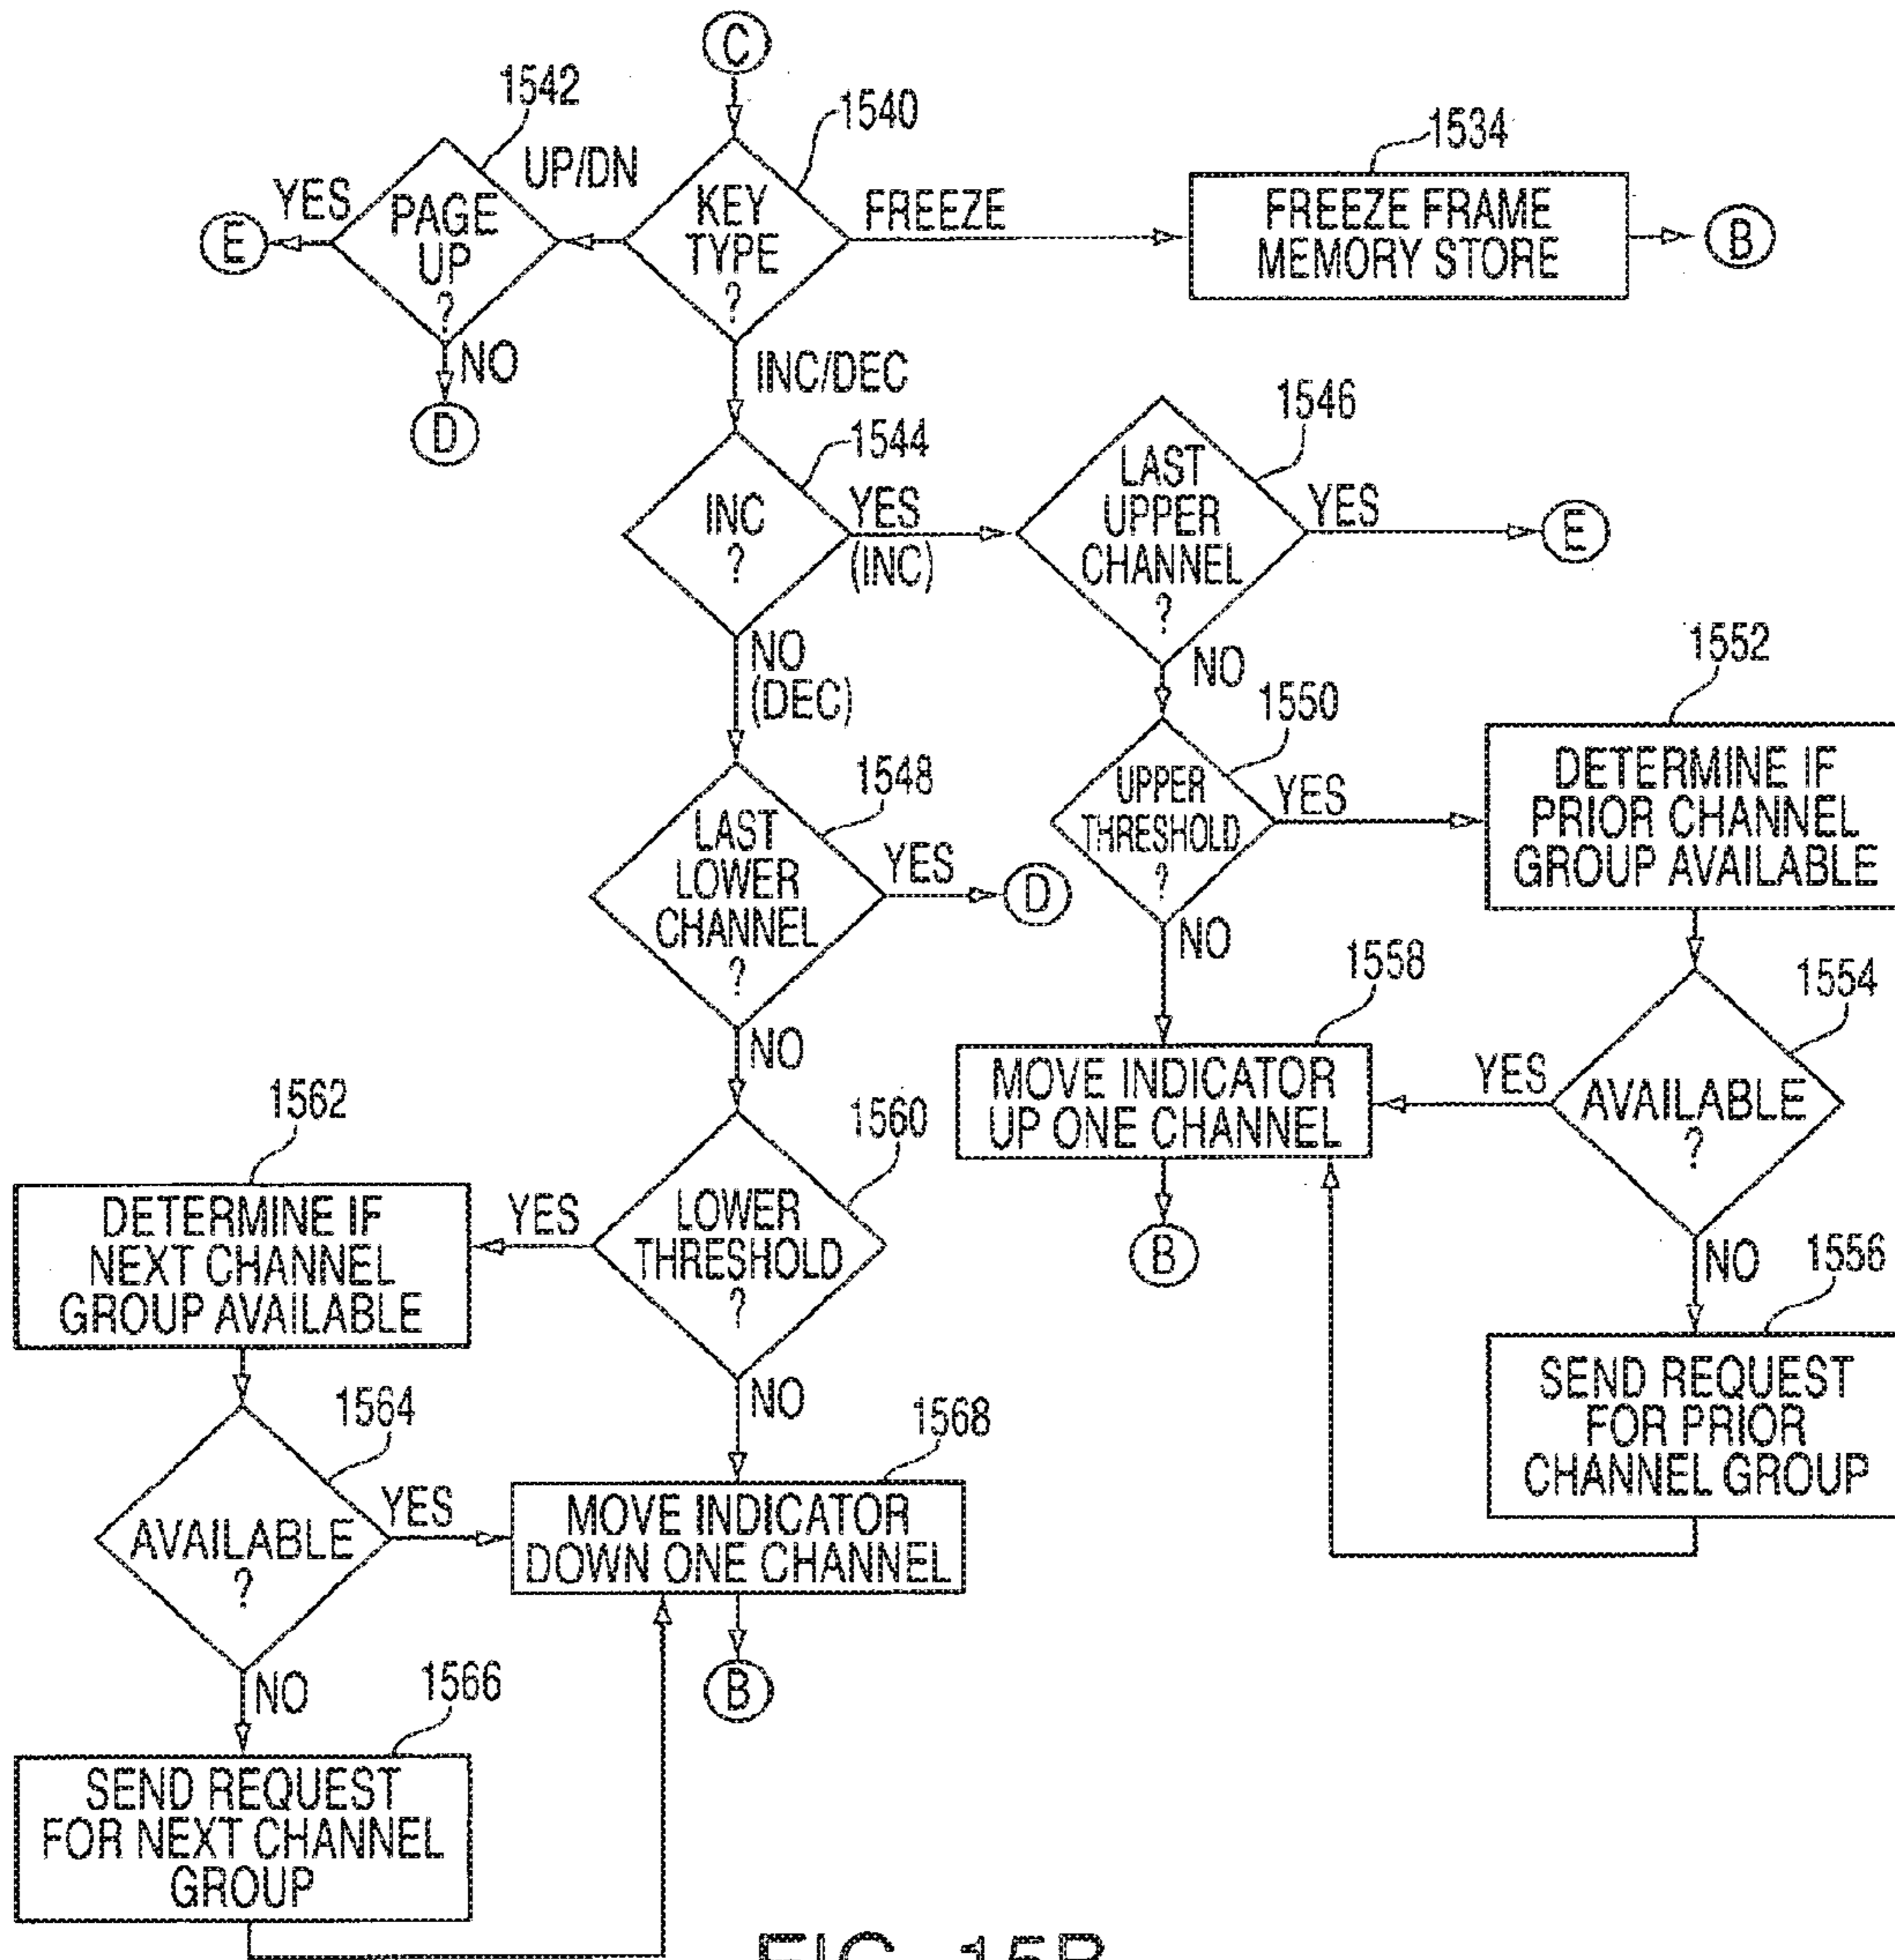 C
1542
1540
1534
UP/DN
YES
PAGE
UP
?
E
KEY
TYPE
?
FREEZE
FREEZE FRAME
MEMORY STORE
B
NO
D
INC/DEC
1544
1546
INC
?
YES
(INC)
LAST
UPPER
CHANNEL
?
YES
E
NO
(DEC)
NO
1550
1552
1548
UPPER
THRESHOLD
?
YES
DETERMINE IF
PRIOR CHANNEL
GROUP AVAILABLE
LAST
LOWER
CHANNEL
?
YES
D
NO
1558
1554
NO
MOVE INDICATOR
UP ONE CHANNEL
YES
AVAILABLE
?
1562
1560
DETERMINE IF
NEXT CHANNEL
GROUP AVAILABLE
YES
LOWER
THRESHOLD
?
B
NO
1556
SEND REQUEST
FOR PRIOR
CHANNEL GROUP
1564
NO
1568
AVAILABLE
?
YES
MOVE INDICATOR
DOWN ONE CHANNEL
NO
1566
B
SEND REQUEST
FOR NEXT CHANNEL
GROUP
FIG. 15B